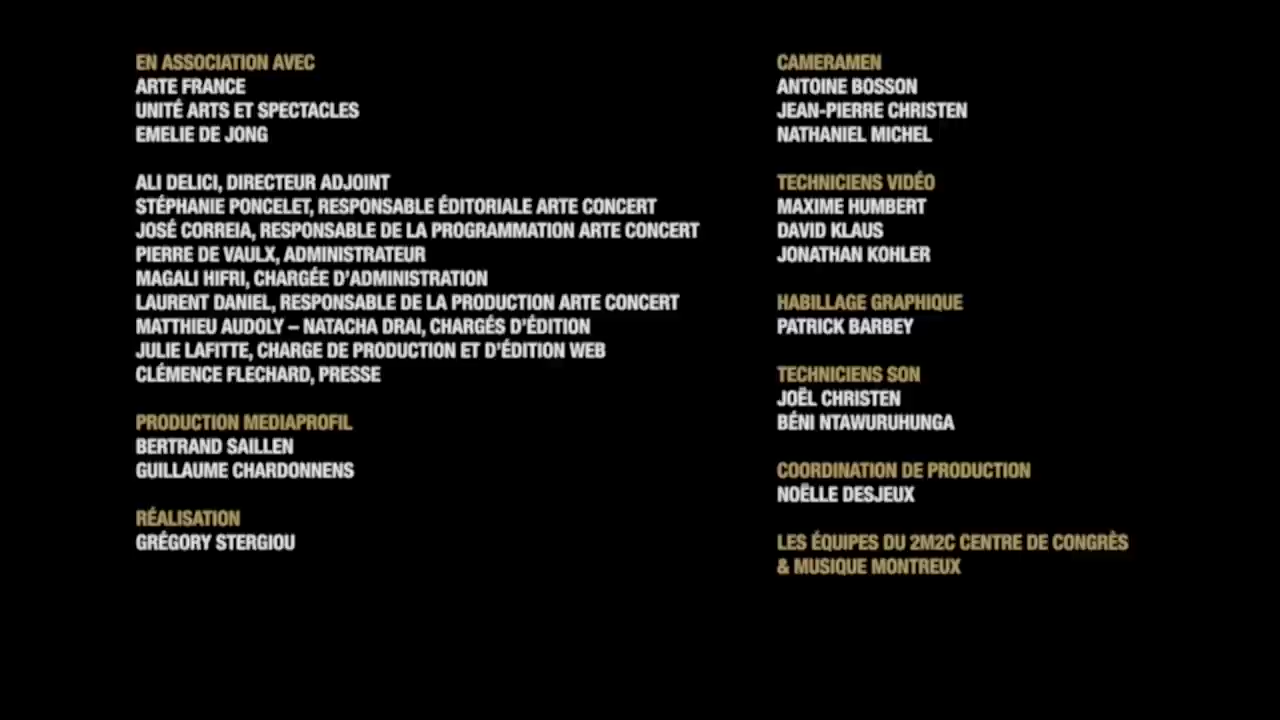 EN ASSOCIATION AVEC
ARTE FRANCE
UNITÉ ARTS ET SPECTACLES
EMELIE DE JONG
ALI DELICI, DIRECTEUR ADJOINT
STÉPHANIE PONCELET, RESPONSABLE ÉDITORIALE ARTE CONCERT
JOSÉ CORREIA, RESPONSABLE DE LA PROGRAMMATION ARTE CONCERT
PIERRE DE VAULX, ADMINISTRATEUR
MAGALI HIFRI, CHARGÉE D'ADMINISTRATION
LAURENT DANIEL, RESPONSABLE DE LA PRODUCTION ARTE CONCERT
MATTHIEU AUDOLY – NATACHA DRAI, CHARGÉS D'ÉDITION
JULIE LAFITTE, CHARGE DE PRODUCTION ET D'ÉDITION WEB
CLÉMENCE FLECHARD, PRESSE
PRODUCTION MEDIAPROFIL
BERTRAND SAILLEN
GUILLAUME CHARDONNENS
RÉALISATION
GRÉGORY STERGIOU
CAMERAMEN
ANTOINE BOSSON
JEAN-PIERRE CHRISTEN
NATHANIEL MICHEL
TECHNICIENS VIDÉO
MAXIME HUMBERT
DAVID KLAUS
JONATHAN KOHLER
HABILLAGE GRAPHIQUE
PATRICK BARBEY
TECHNICIENS SON
JOËL CHRISTEN
BÉNI NTAWURUHUNGA
COORDINATION DE PRODUCTION
NOËLLE DESJEUX
LES ÉQUIPES DU 2M2C CENTRE DE CONGRÈS
& MUSIQUE MONTREUX